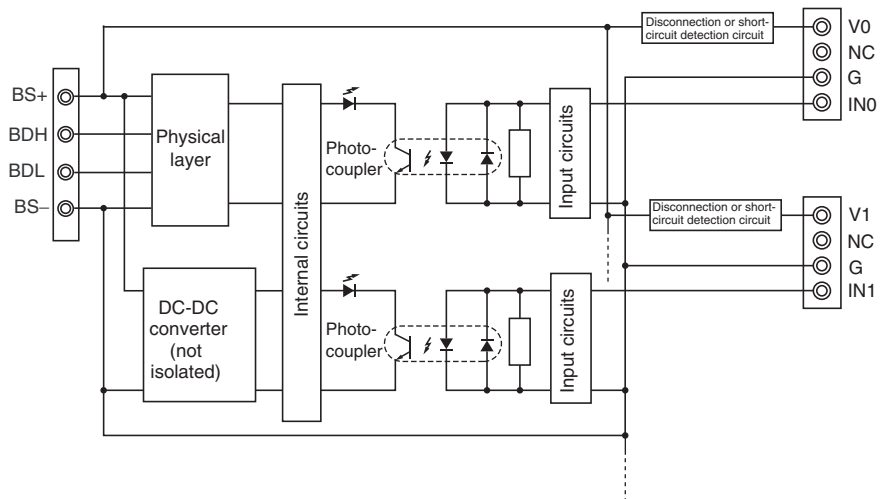 Disconnection or short-
circuit detection circuit
V0
NC
G
IN0
BS+
BDH
BDL
BS−
Physical
layer
Internal circuits
Photo-
coupler
Input circuits
Disconnection or short-
circuit detection circuit
V1
NC
G
IN1
DC-DC
converter
(not
isolated)
Photo-
coupler
Input circuits